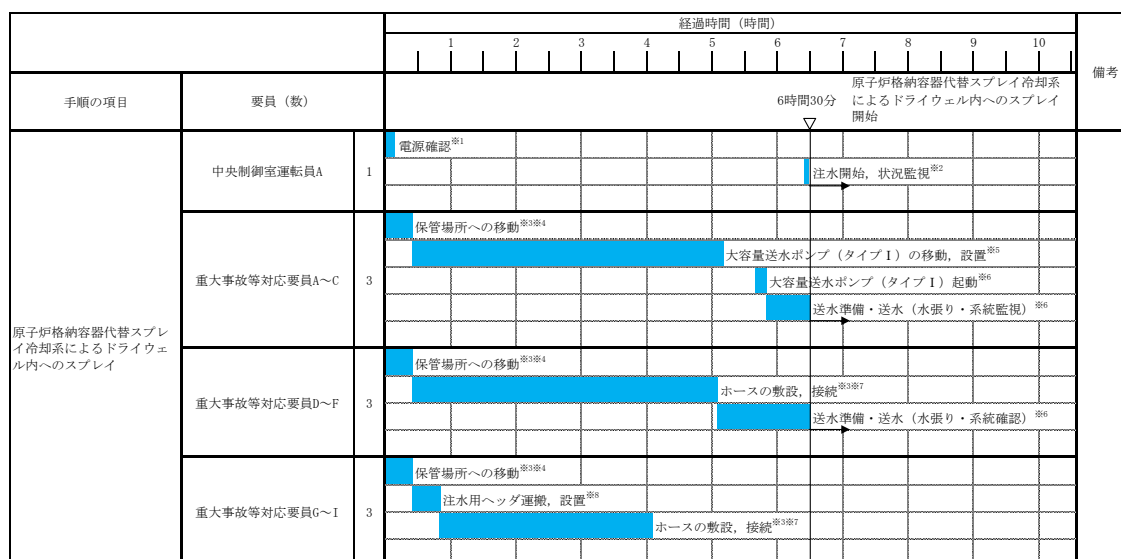 経過時間（時間）
1 2 3 4 5 6 7 8 9 10
備考
手順の項目
要員（数）
6時間30分
原子炉格納容器代替スプレイ冷却系
によるドライウェル内へのスプレイ
開始
原子炉格納容器代替スプレ
イ冷却系によるドライウェ
ル内へのスプレイ
中央制御室運転員A
1
電源確認※1
注水開始，状況監視※2
重大事故等対応要員A～C
3
保管場所への移動※3※4
大容量送水ポンプ（タイプⅠ）の移動，設置※5
大容量送水ポンプ（タイプⅠ）起動※6
送水準備・送水（水張り・系統監視）※6
重大事故等対応要員D～F
3
保管場所への移動※3※4
ホースの敷設，接続※3※7
送水準備・送水（水張り・系統確認）※6
重大事故等対応要員G～I
3
保管場所への移動※3※4
注水用ヘッダ運搬，設置※8
ホースの敷設，接続※3※7